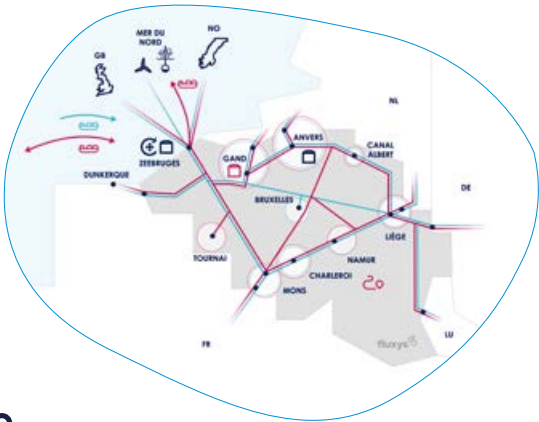 MER DU
NORD
NO
GB
NL
ANVERS
CANAL
ALBERT
ZEEBRUGES
GAND
DUNKERQUE
DE
BRUXELLES
LIÈGE
TOURNAI
NAMUR
CHARLEROI
MONS
LU
FR
fluxys